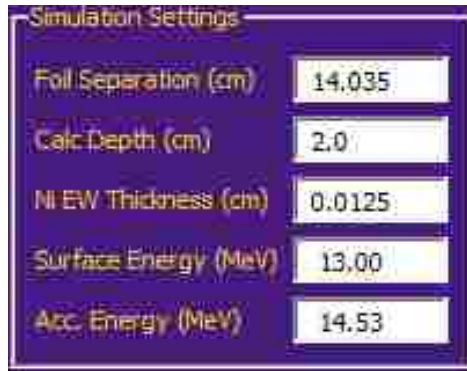 Simulation Settings
Foil Separation (cm) 14.035
Calc Depth (cm) 2.0
Ni EW Thickness (cm) 0.0125
Surface Energy (MeV) 13.00
Acc. Energy (MeV) 14.53